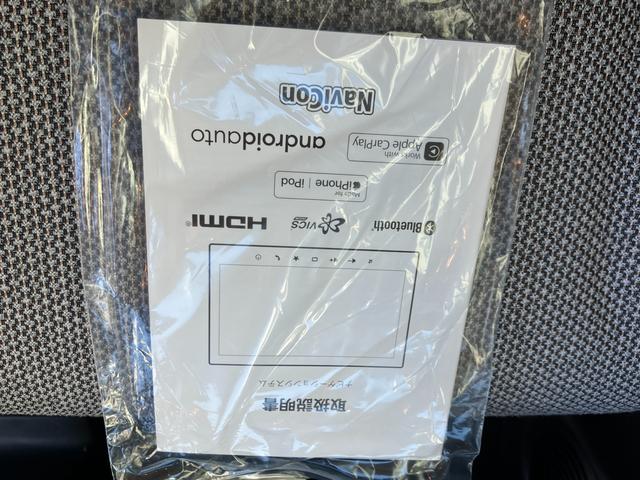 取扱説明書
ナビゲーションシステム
Bluetooth®
VICS
HDMI®
Made for
iPhone | iPod
Works with
Apple CarPlay
androidauto
NaviCon